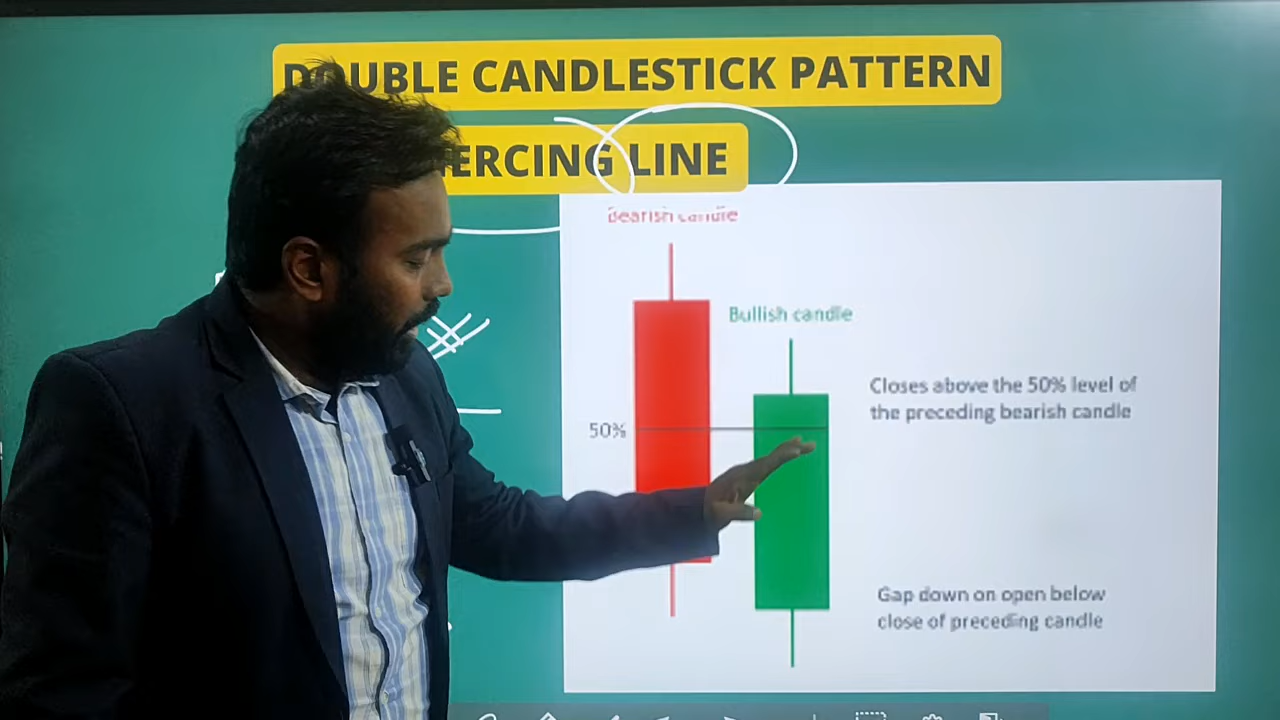 DOUBLE CANDLESTICK PATTERN
ERCING LINE
Bearish candle
Bullish candle
Closes above the 50% level of
the preceding bearish candle
50%
Gap down on open below
close of preceding candle